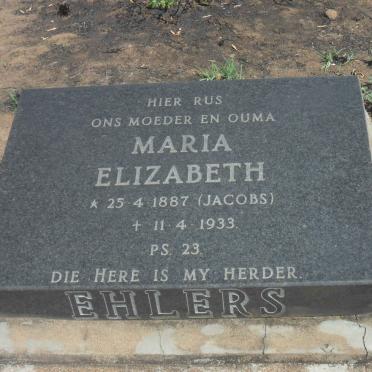 HIER RUS
ONS MOEDER EN OUMA
MARIA
ELIZABETH
* 25·4·1887 (JACOBS)
+ 11·4·1933.
PS. 23.
DIE HERE IS MY HERDER.
EHLERS